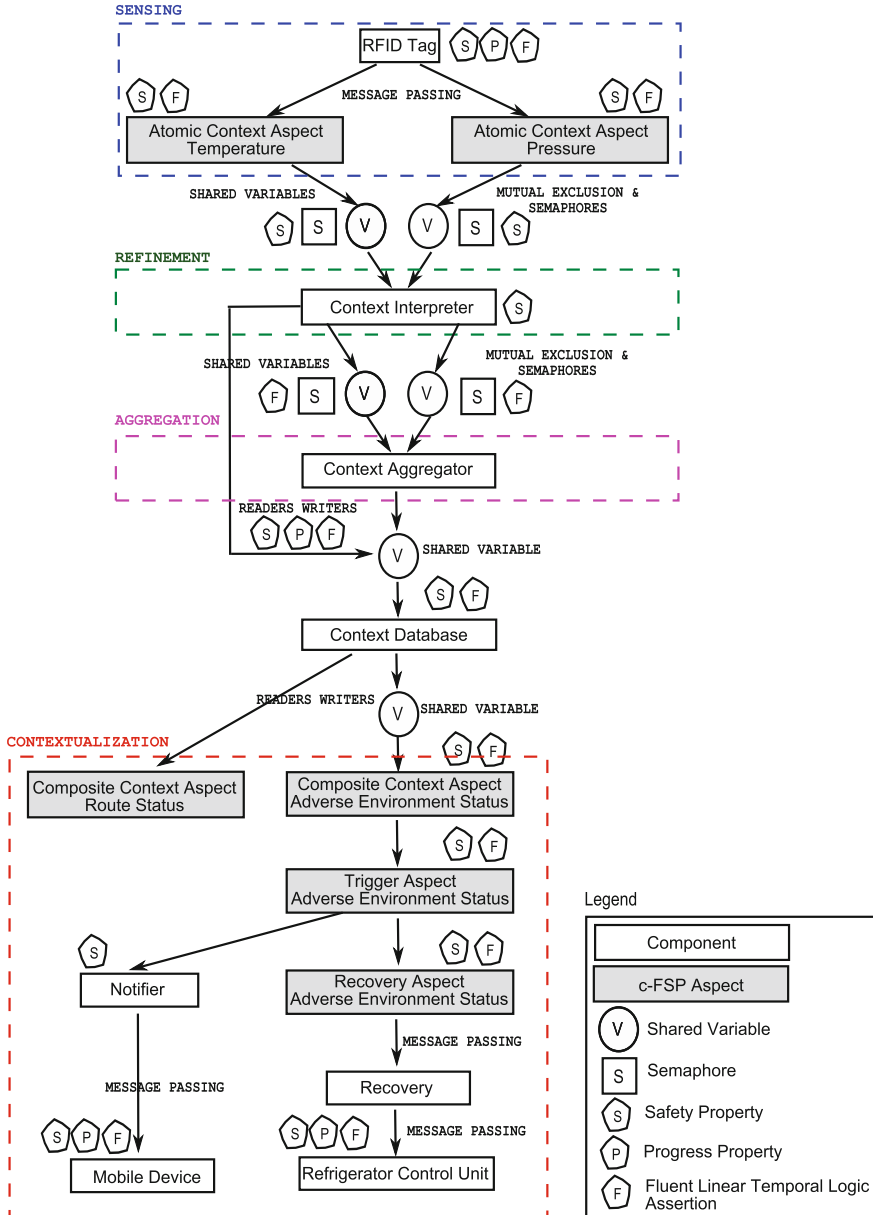 SENSING
RFID Tag
S P F
S F
MESSAGE PASSING
S F
Atomic Context Aspect
Temperature
Atomic Context Aspect
Pressure
SHARED VARIABLES
MUTUAL EXCLUSION &
SEMAPHORES
S S V V S S
REFINEMENT
Context Interpreter
S
SHARED VARIABLES
MUTUAL EXCLUSION &
SEMAPHORES
F S V V S F
AGGREGATION
Context Aggregator
READERS WRITERS
S P F
V
SHARED VARIABLE
S F
Context Database
READERS WRITERS
V
SHARED VARIABLE
CONTEXTUALIZATION
S F
Composite Context Aspect
Route Status
Composite Context Aspect
Adverse Environment Status
S F
Trigger Aspect
Adverse Environment Status
S
S F
Notifier
Recovery Aspect
Adverse Environment Status
MESSAGE PASSING
Recovery
MESSAGE PASSING
S P F
S P F
MESSAGE PASSING
Mobile Device
Refrigerator Control Unit
Legend
Component
c-FSP Aspect
V
Shared Variable
S
Semaphore
S
Safety Property
P
Progress Property
F
Fluent Linear Temporal Logic
Assertion